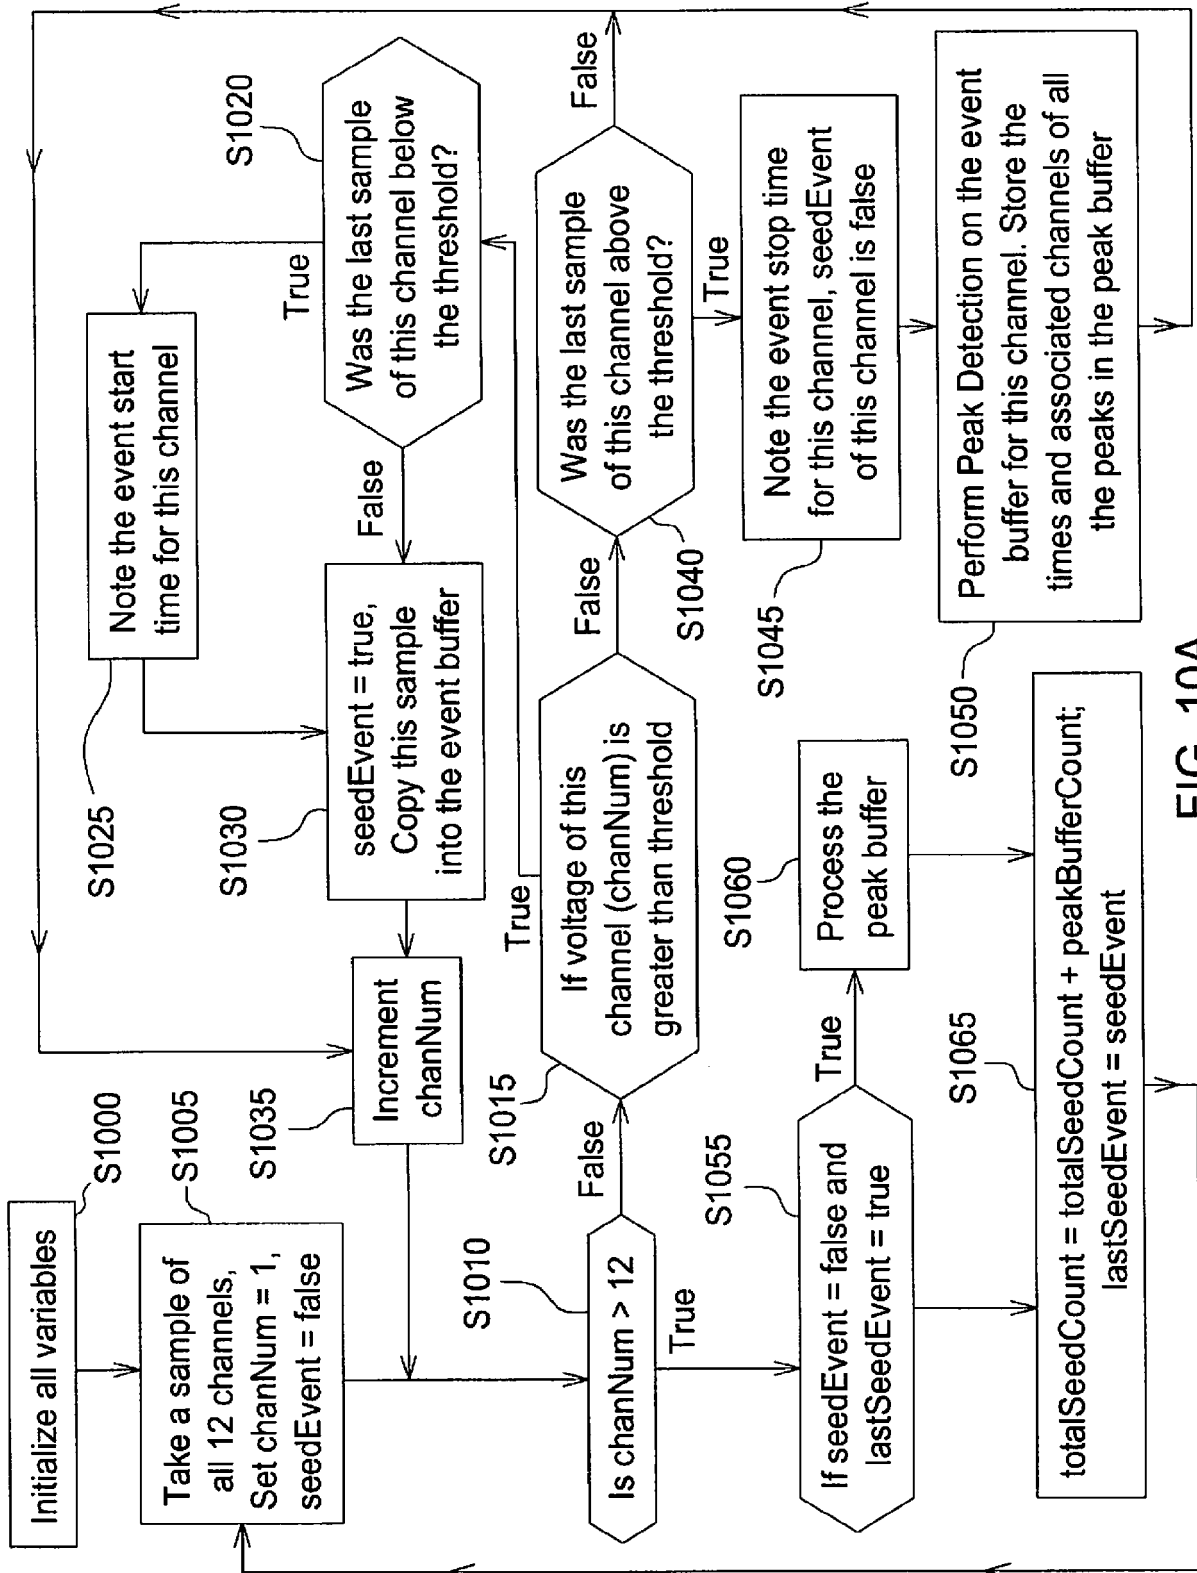 Initialize all variables
S1000
Take a sample of
all 12 channels,
Set chanNum = 1,
seedEvent = false
S1005
Increment
chanNum
S1035
seedEvent = true,
Copy this sample
into the event buffer
S1030
Note the event start
time for this channel
S1025
Was the last sample
of this channel below
the threshold?
S1020
True
False
Is chanNum > 12
S1010
False
True
If voltage of this
channel (chanNum) is
greater than threshold
S1015
True
False
Was the last sample
of this channel above
the threshold?
S1040
False
True
Note the event stop time
for this channel, seedEvent
of this channel is false
S1045
Perform Peak Detection on the event
buffer for this channel. Store the
times and associated channels of all
the peaks in the peak buffer
S1050
If seedEvent = false and
lastSeedEvent = true
S1055
True
Process the
peak buffer
S1060
totalSeedCount = totalSeedCount + peakBufferCount;
lastSeedEvent = seedEvent
S1065
FIG. 10A